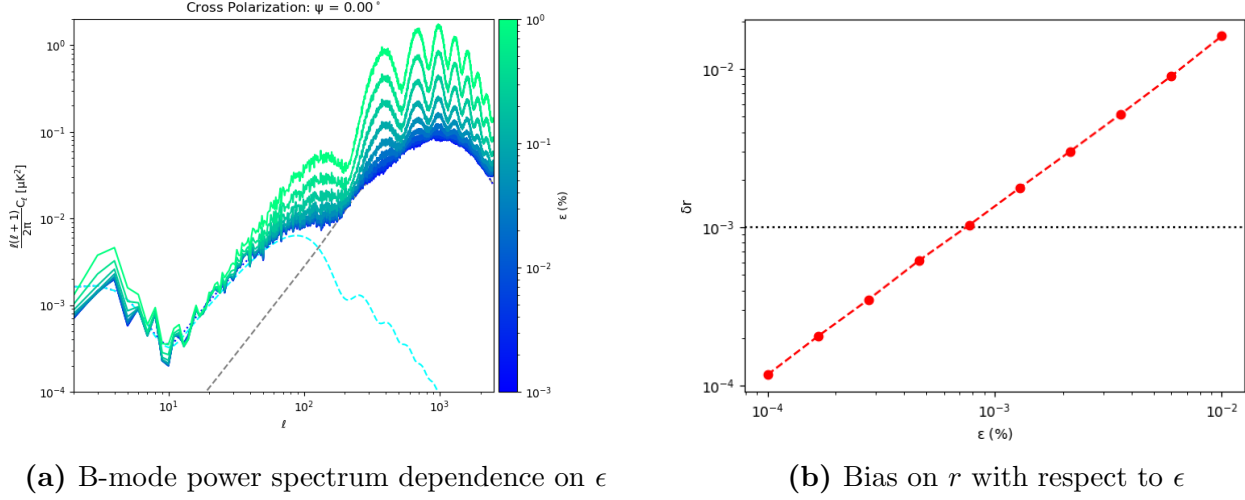 Cross Polarization: ψ = 0.00°
10⁰
10⁻¹
10⁻²
10⁻³
10⁻⁴
ℓ(ℓ+1)/2π Cℓ [μK²]
10¹
10²
10³
ℓ
10⁰
10⁻¹
10⁻²
10⁻³
ε (%)
10⁻²
10⁻³
10⁻⁴
δr
10⁻⁴
10⁻³
10⁻²
ε (%)
(a) B-mode power spectrum dependence on ϵ
(b) Bias on r with respect to ϵ